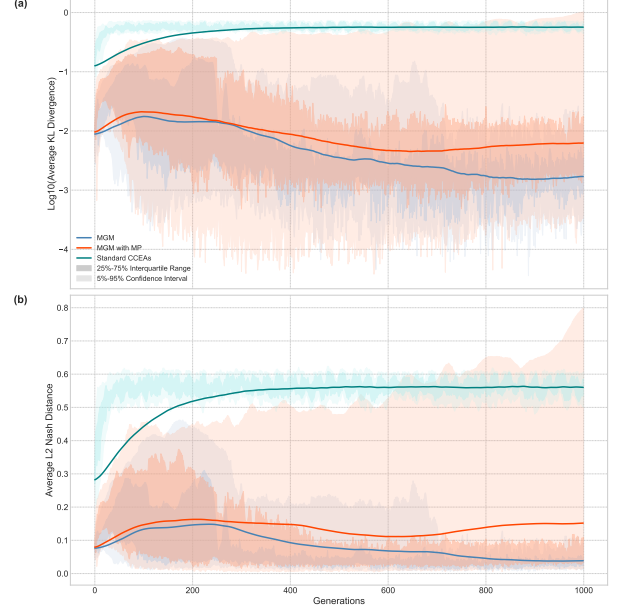 (a)
0
−1
−2
−3
−4
Log10(Average KL Divergence)
MGM
MGM with MP
Standard CCEAs
25%-75% Interquartile Range
5%-95% Confidence Interval
(b)
0.8
0.7
0.6
0.5
0.4
0.3
0.2
0.1
0.0
Average L2 Nash Distance
0 200 400 600 800 1000
Generations